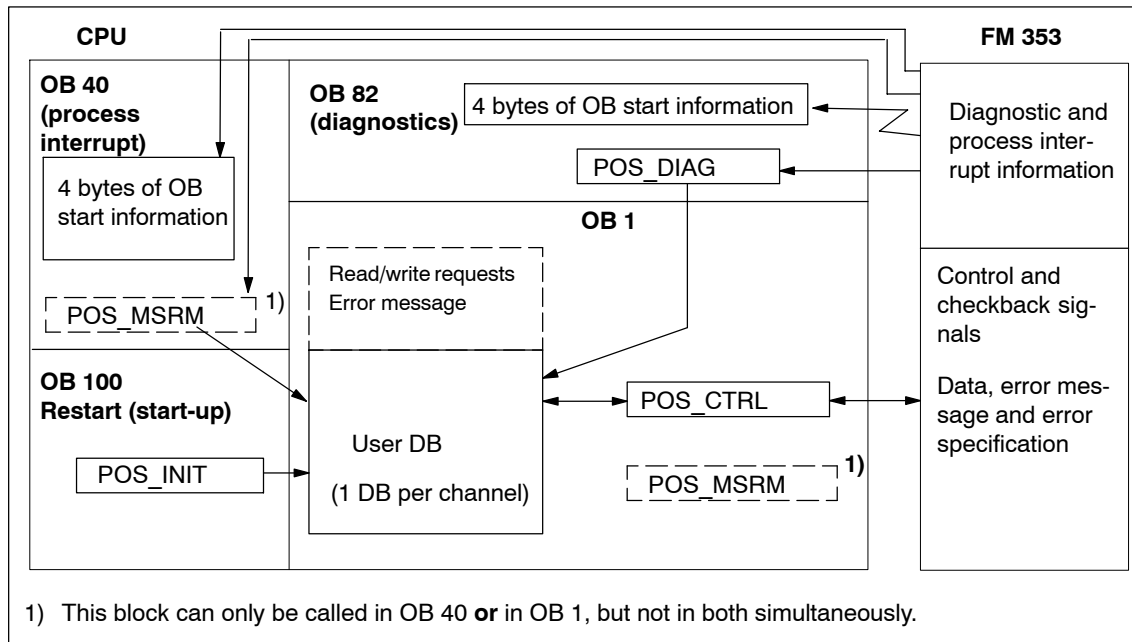 CPU
FM 353
OB 40
(process
interrupt)
4 bytes of OB
start information
POS_MSRM
1)
OB 100
Restart (start-up)
POS_INIT
OB 82
(diagnostics)
4 bytes of OB start information
POS_DIAG
OB 1
Read/write requests
Error message
User DB
(1 DB per channel)
POS_CTRL
POS_MSRM
1)
Diagnostic and
process inter-
rupt information
Control and
checkback sig-
nals
Data, error mes-
sage and error
specification
1) This block can only be called in OB 40 or in OB 1, but not in both simultaneously.